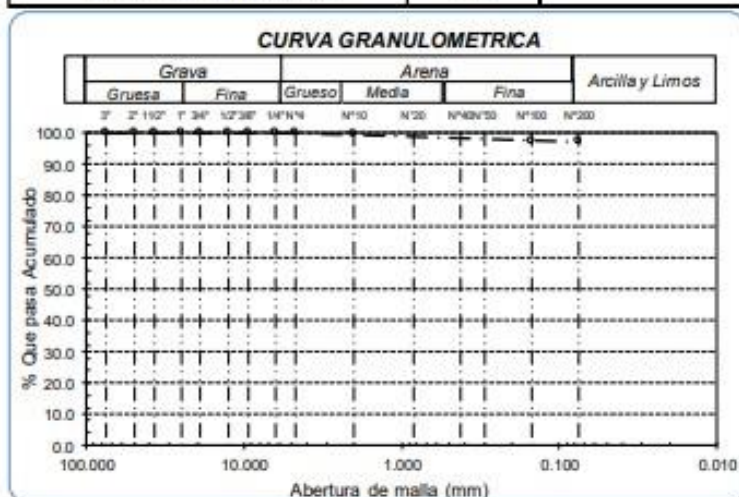 CURVA GRANULOMETRICA
Grava Arena Arcilla y Limos
Gruesa Fina Grueso Media Fina
3" 2" 1 1/2" 1" 3/4" 1/2" 3/8" 1/4" N°4 N°10 N°20 N°40 N°50 N°100 N°200
% Que pasa Acumulado
100.0
90.0
80.0
70.0
60.0
50.0
40.0
30.0
20.0
10.0
0.0
100.000 10.000 1.000 0.100 0.010
Abertura de malla (mm)